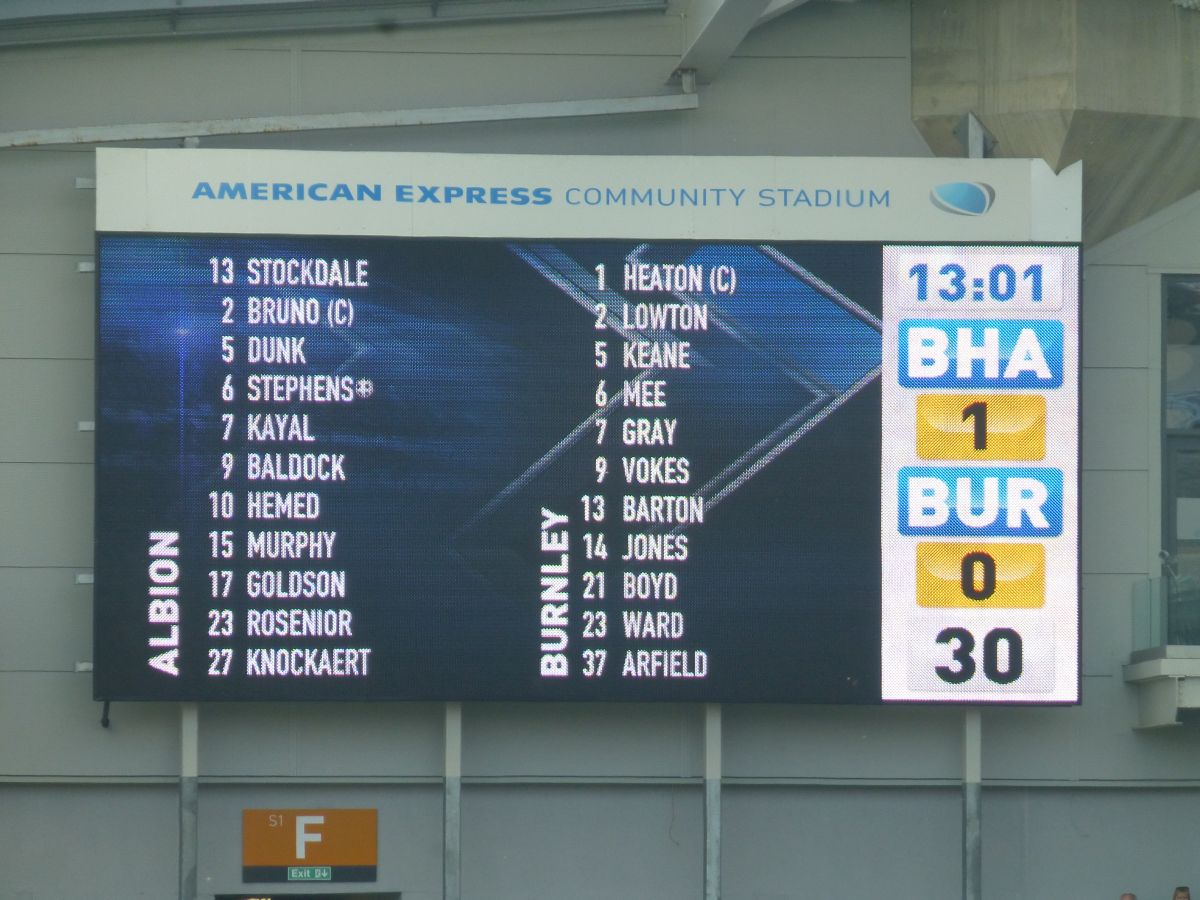 AMERICAN EXPRESS COMMUNITY STADIUM
ALBION
13 STOCKDALE
2 BRUNO (C)
5 DUNK
6 STEPHENS
7 KAYAL
9 BALDOCK
10 HEMED
15 MURPHY
17 GOLDSON
23 ROSENIOR
27 KNOCKAERT
BURNLEY
1 HEATON (C)
2 LOWTON
5 KEANE
6 MEE
7 GRAY
9 VOKES
13 BARTON
14 JONES
21 BOYD
23 WARD
37 ARFIELD
13:01
BHA
1
BUR
0
30
S1 F
Exit